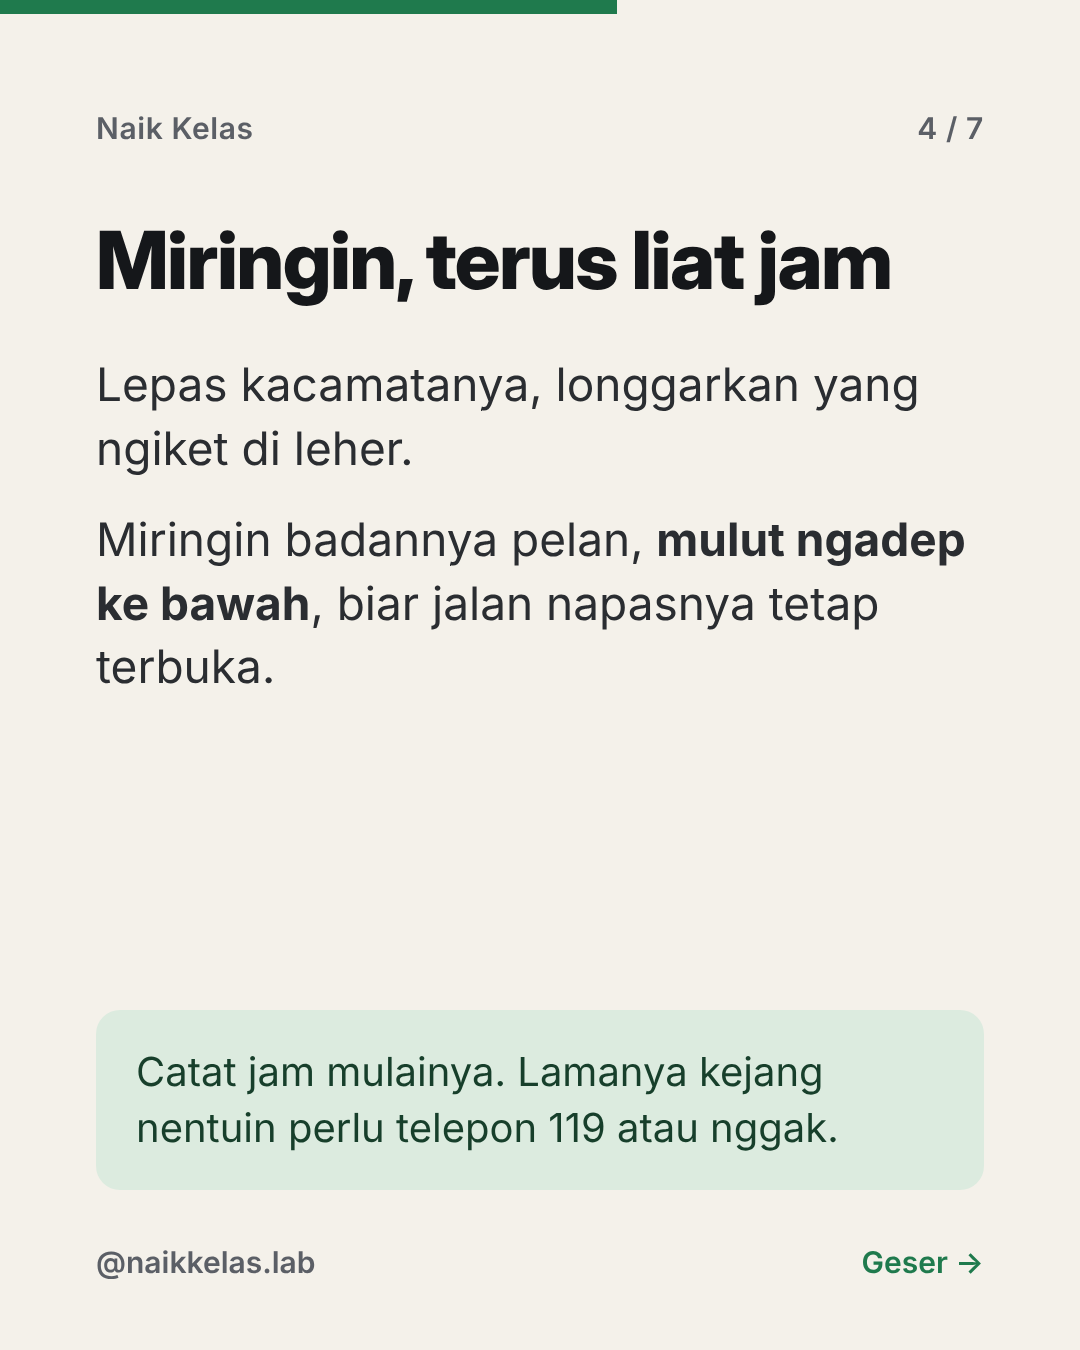 Naik Kelas
4 / 7
Miringin, terus liat jam
Lepas kacamatanya, longgarkan yang
ngiket di leher.
Miringin badannya pelan, mulut ngadep
ke bawah, biar jalan napasnya tetap
terbuka.
Catat jam mulainya. Lamanya kejang
nentuin perlu telepon 119 atau nggak.
@naikkelas.lab
Geser →